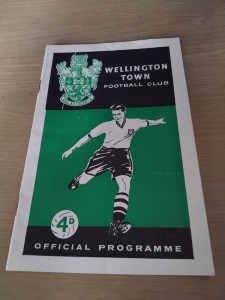 WELLINGTON
TOWN
FOOTBALL CLUB
4D
OFFICIAL PROGRAMME